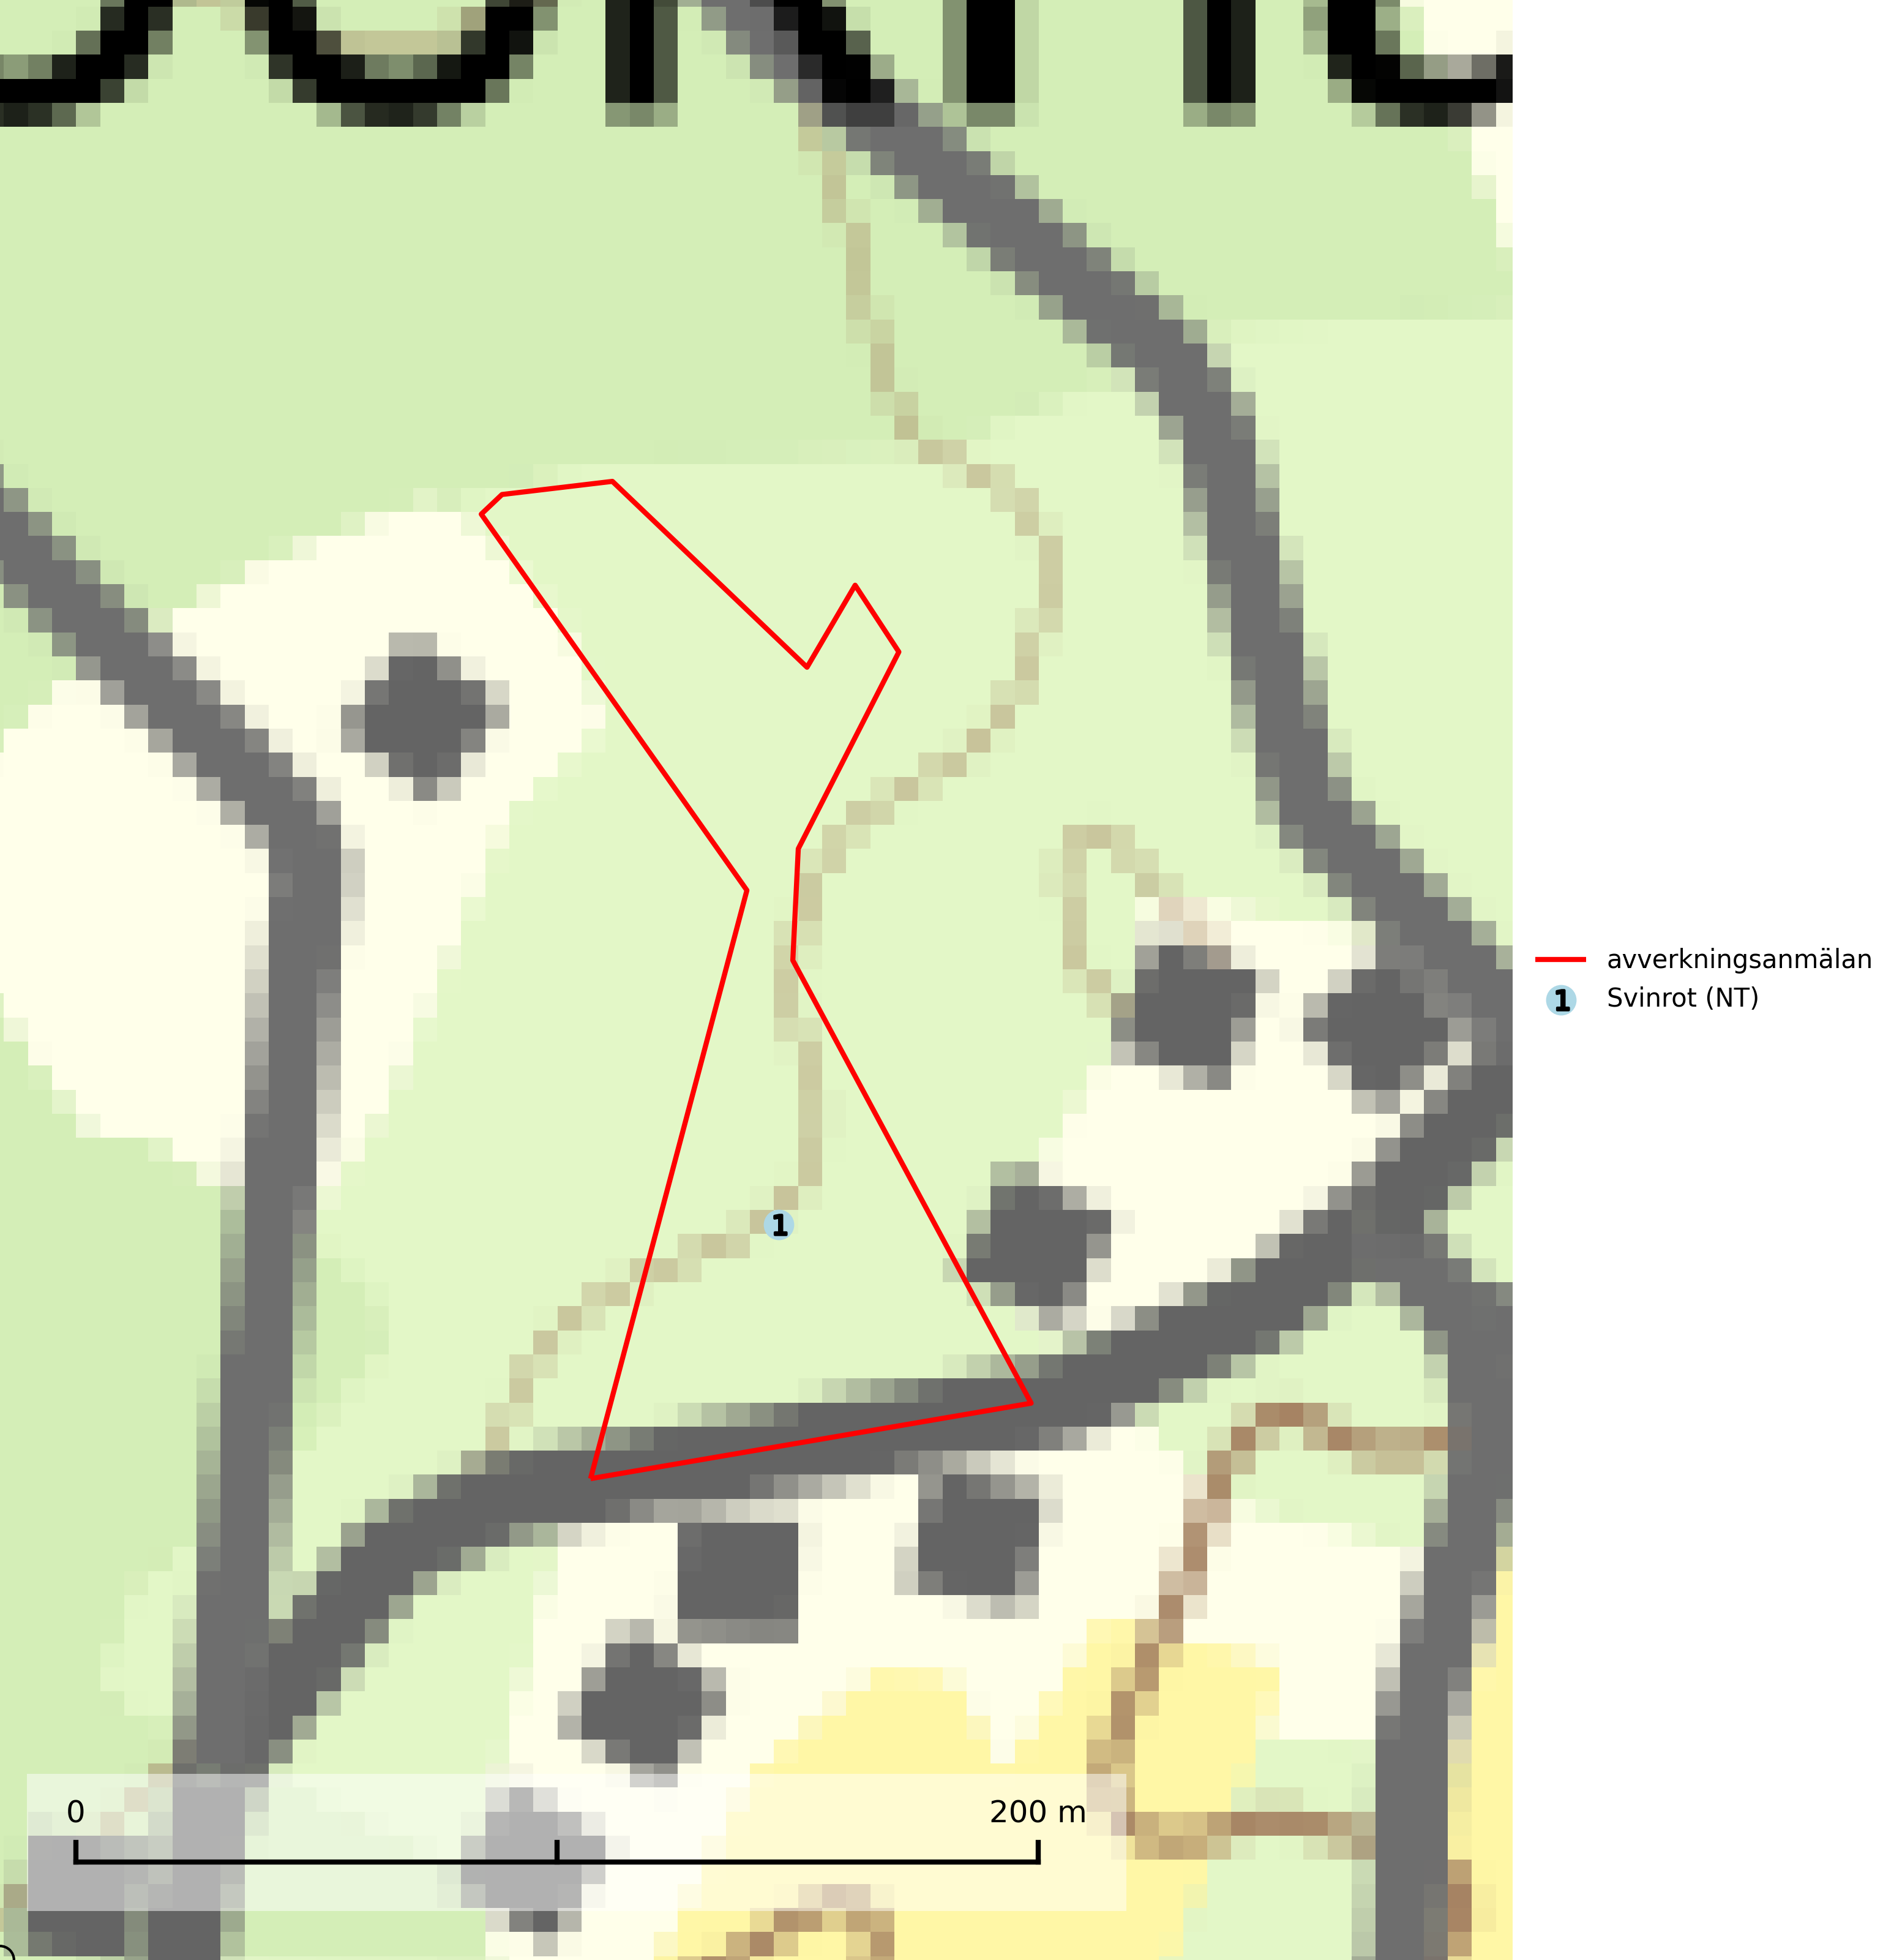 avverkningsanmälan
1 Svinrot (NT)
1
0 200 m